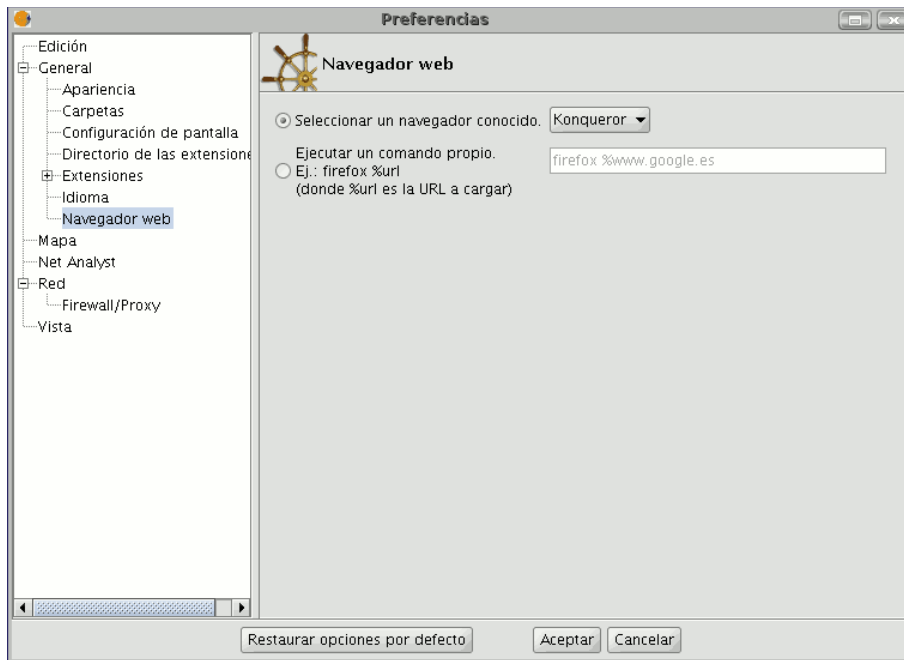 Preferencias
Edición
General
Apariencia
Carpetas
Configuración de pantalla
Directorio de las extensione
Extensiones
Idioma
Navegador web
Mapa
Net Analyst
Red
Firewall/Proxy
Vista
Navegador web
Seleccionar un navegador conocido. Konqueror
Ejecutar un comando propio.
Ej.: firefox %url
(donde %url es la URL a cargar)
firefox %www.google.es
Restaurar opciones por defecto Aceptar Cancelar